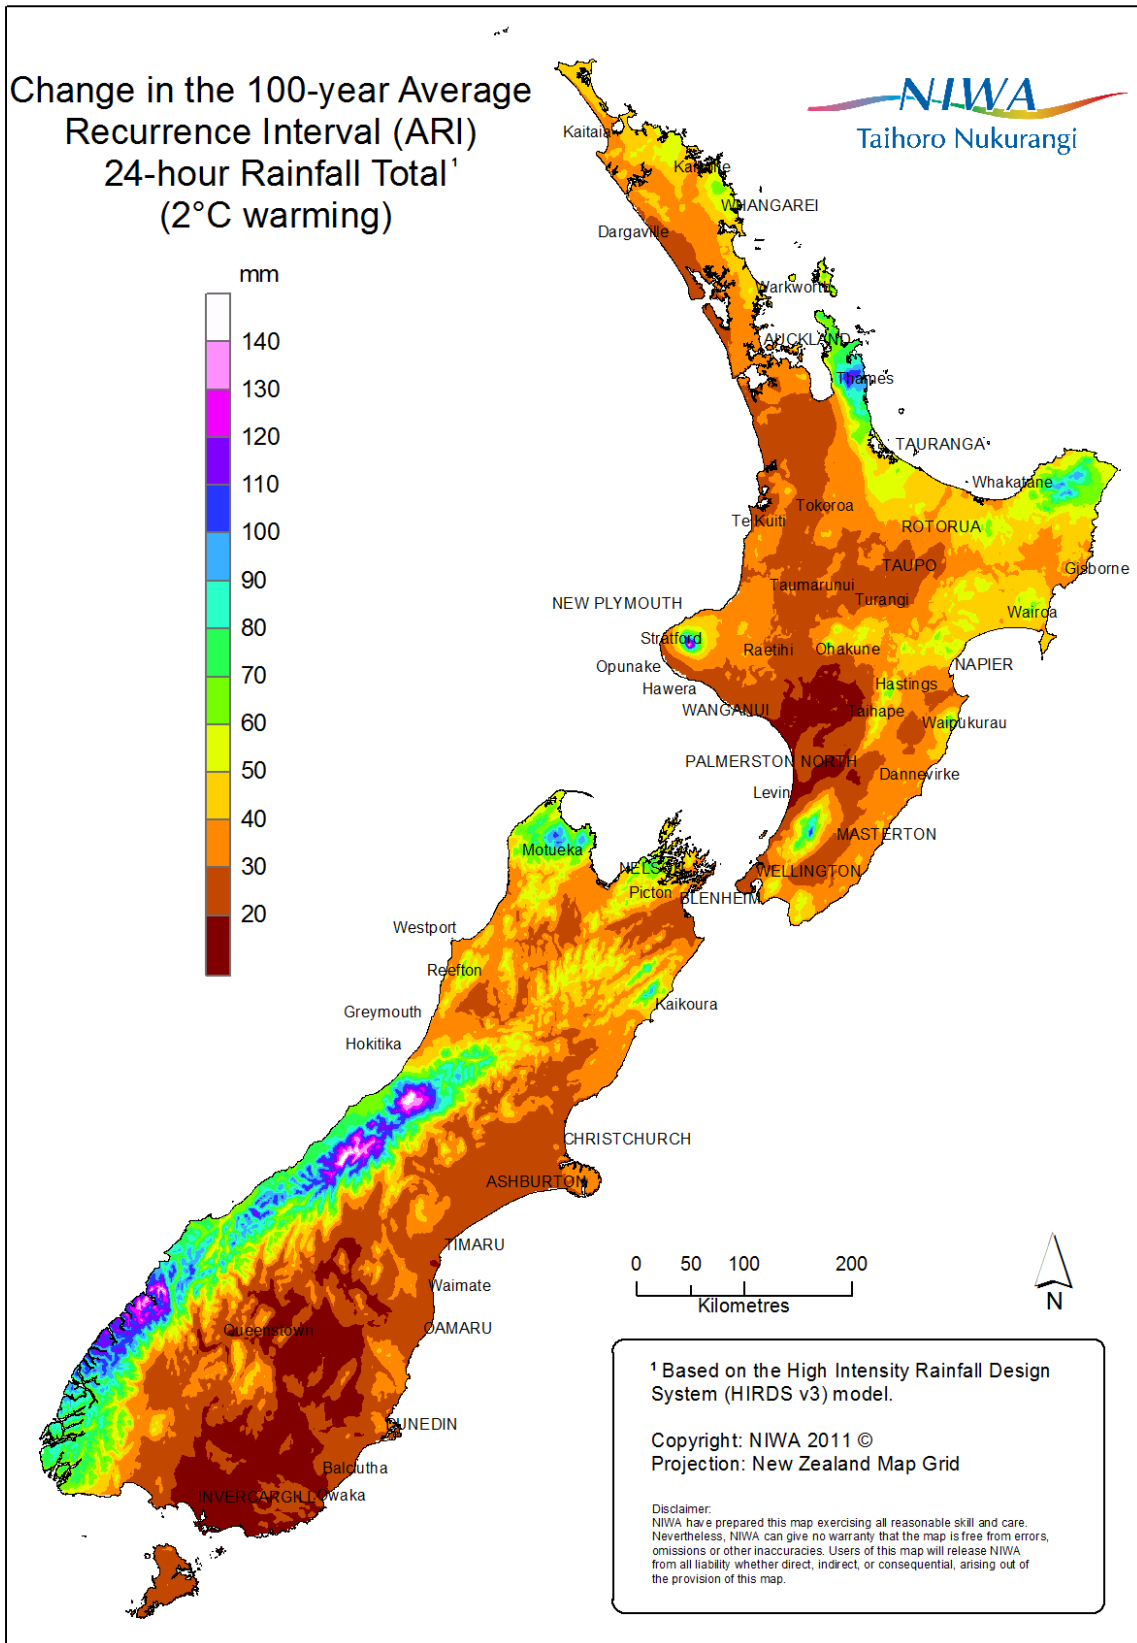 Change in the 100-year Average
Recurrence Interval (ARI)
24-hour Rainfall Total¹
(2°C warming)
NIWA
Taihoro Nukurangi
mm
140
130
120
110
100
90
80
70
60
50
40
30
20
Kaitaia
Kaikohe
WHANGAREI
Dargaville
Warkworth
AUCKLAND
Thames
TAURANGA
Whakatane
Tokoroa
Te Kuiti
ROTORUA
TAUPO
Gisborne
Taumarunui
Turangi
NEW PLYMOUTH
Wairoa
Stratford
Raetihi
Ohakune
Opunake
NAPIER
Hawera
Hastings
WANGANUI
Taihape
Waipukurau
PALMERSTON NORTH
Dannevirke
Levin
MASTERTON
Motueka
NELSON
WELLINGTON
Picton
BLENHEIM
Westport
Reefton
Kaikoura
Greymouth
Hokitika
CHRISTCHURCH
ASHBURTON
TIMARU
Waimate
OAMARU
Queenstown
DUNEDIN
Balclutha
INVERCARGILL
Owaka
0 50 100 200
Kilometres
N
¹ Based on the High Intensity Rainfall Design
System (HIRDS v3) model.
Copyright: NIWA 2011 ©
Projection: New Zealand Map Grid
Disclaimer:
NIWA have prepared this map exercising all reasonable skill and care.
Nevertheless, NIWA can give no warranty that the map is free from errors,
omissions or other inaccuracies. Users of this map will release NIWA
from all liability whether direct, indirect, or consequential, arising out of
the provision of this map.